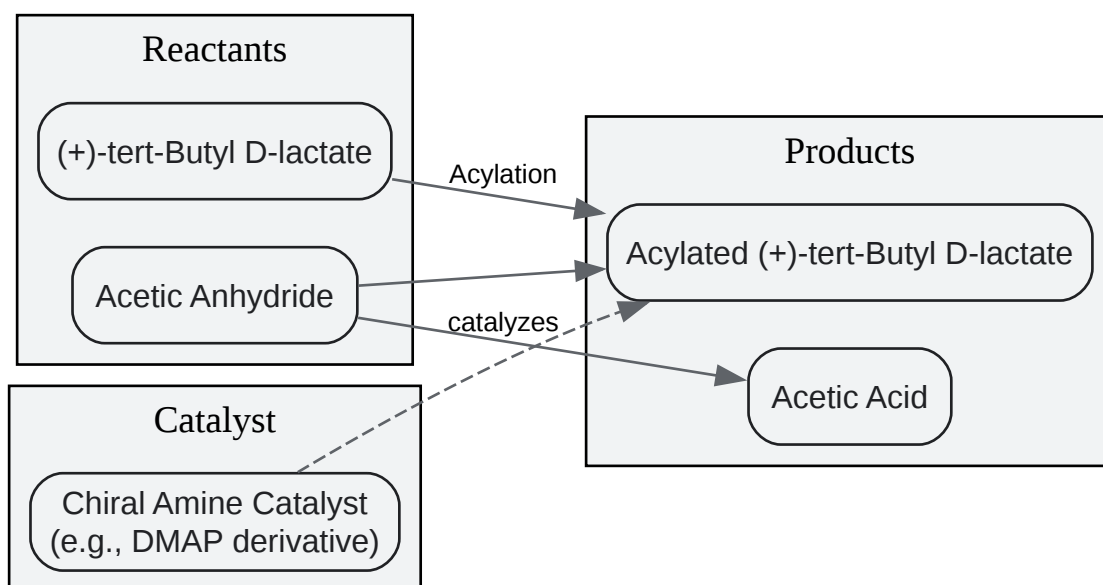 Reactants
(+)-tert-Butyl D-lactate
Acetic Anhydride
Catalyst
Chiral Amine Catalyst
(e.g., DMAP derivative)
Acylation
catalyzes
Products
Acylated (+)-tert-Butyl D-lactate
Acetic Acid